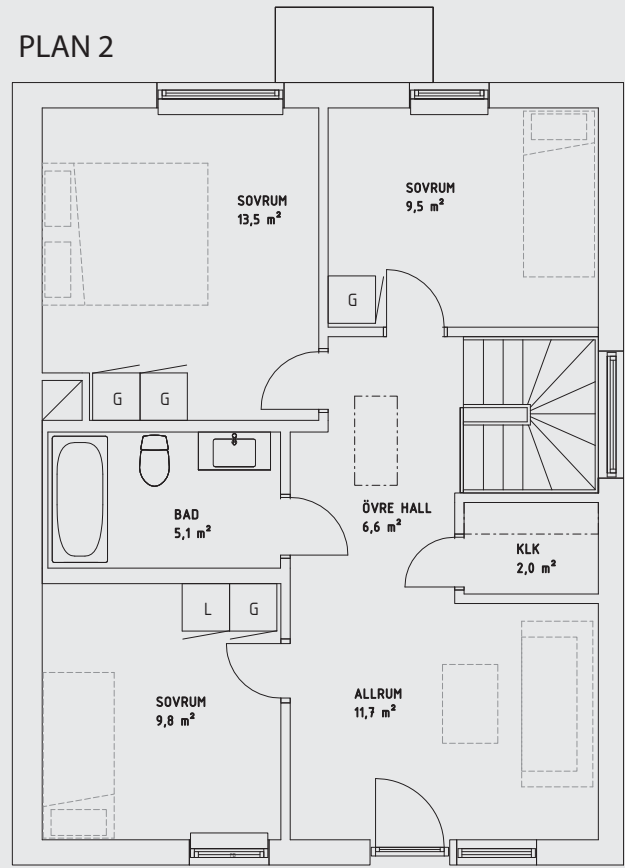 PLAN 2
SOVRUM
13,5 m²
SOVRUM
9,5 m²
G
G
G
ÖVRE HALL
6,6 m²
BAD
5,1 m²
KLK
2,0 m²
L
G
SOVRUM
9,8 m²
ALLRUM
11,7 m²